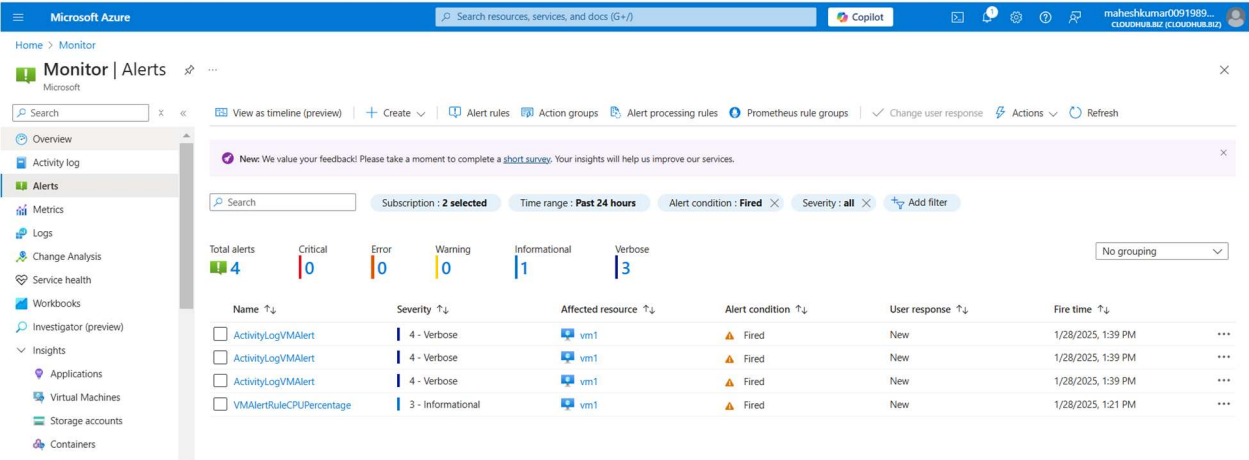 Microsoft Azure
Search resources, services, and docs (G+/)
Copilot
1
maheshkumar0091989...
CLOUDHUB.BIZ (CLOUDHUB.BIZ)
Home > Monitor
Monitor | Alerts
Microsoft
Search
View as timeline (preview)
Create
Alert rules
Action groups
Alert processing rules
Prometheus rule groups
Change user response
Actions
Refresh
Overview
Activity log
Alerts
Metrics
Logs
Change Analysis
Service health
Workbooks
Investigator (preview)
Insights
Applications
Virtual Machines
Storage accounts
Containers
New: We value your feedback! Please take a moment to complete a short survey. Your insights will help us improve our services.
Search
Subscription : 2 selected
Time range : Past 24 hours
Alert condition : Fired
Severity : all
Add filter
Total alerts Critical Error Warning Informational Verbose
4 0 0 0 1 3
No grouping
Name Severity Affected resource Alert condition User response Fire time
ActivityLogVMAlert 4 - Verbose vm1 Fired New 1/28/2025, 1:39 PM
ActivityLogVMAlert 4 - Verbose vm1 Fired New 1/28/2025, 1:39 PM
ActivityLogVMAlert 4 - Verbose vm1 Fired New 1/28/2025, 1:39 PM
VMAlertRuleCPUPercentage 3 - Informational vm1 Fired New 1/28/2025, 1:21 PM